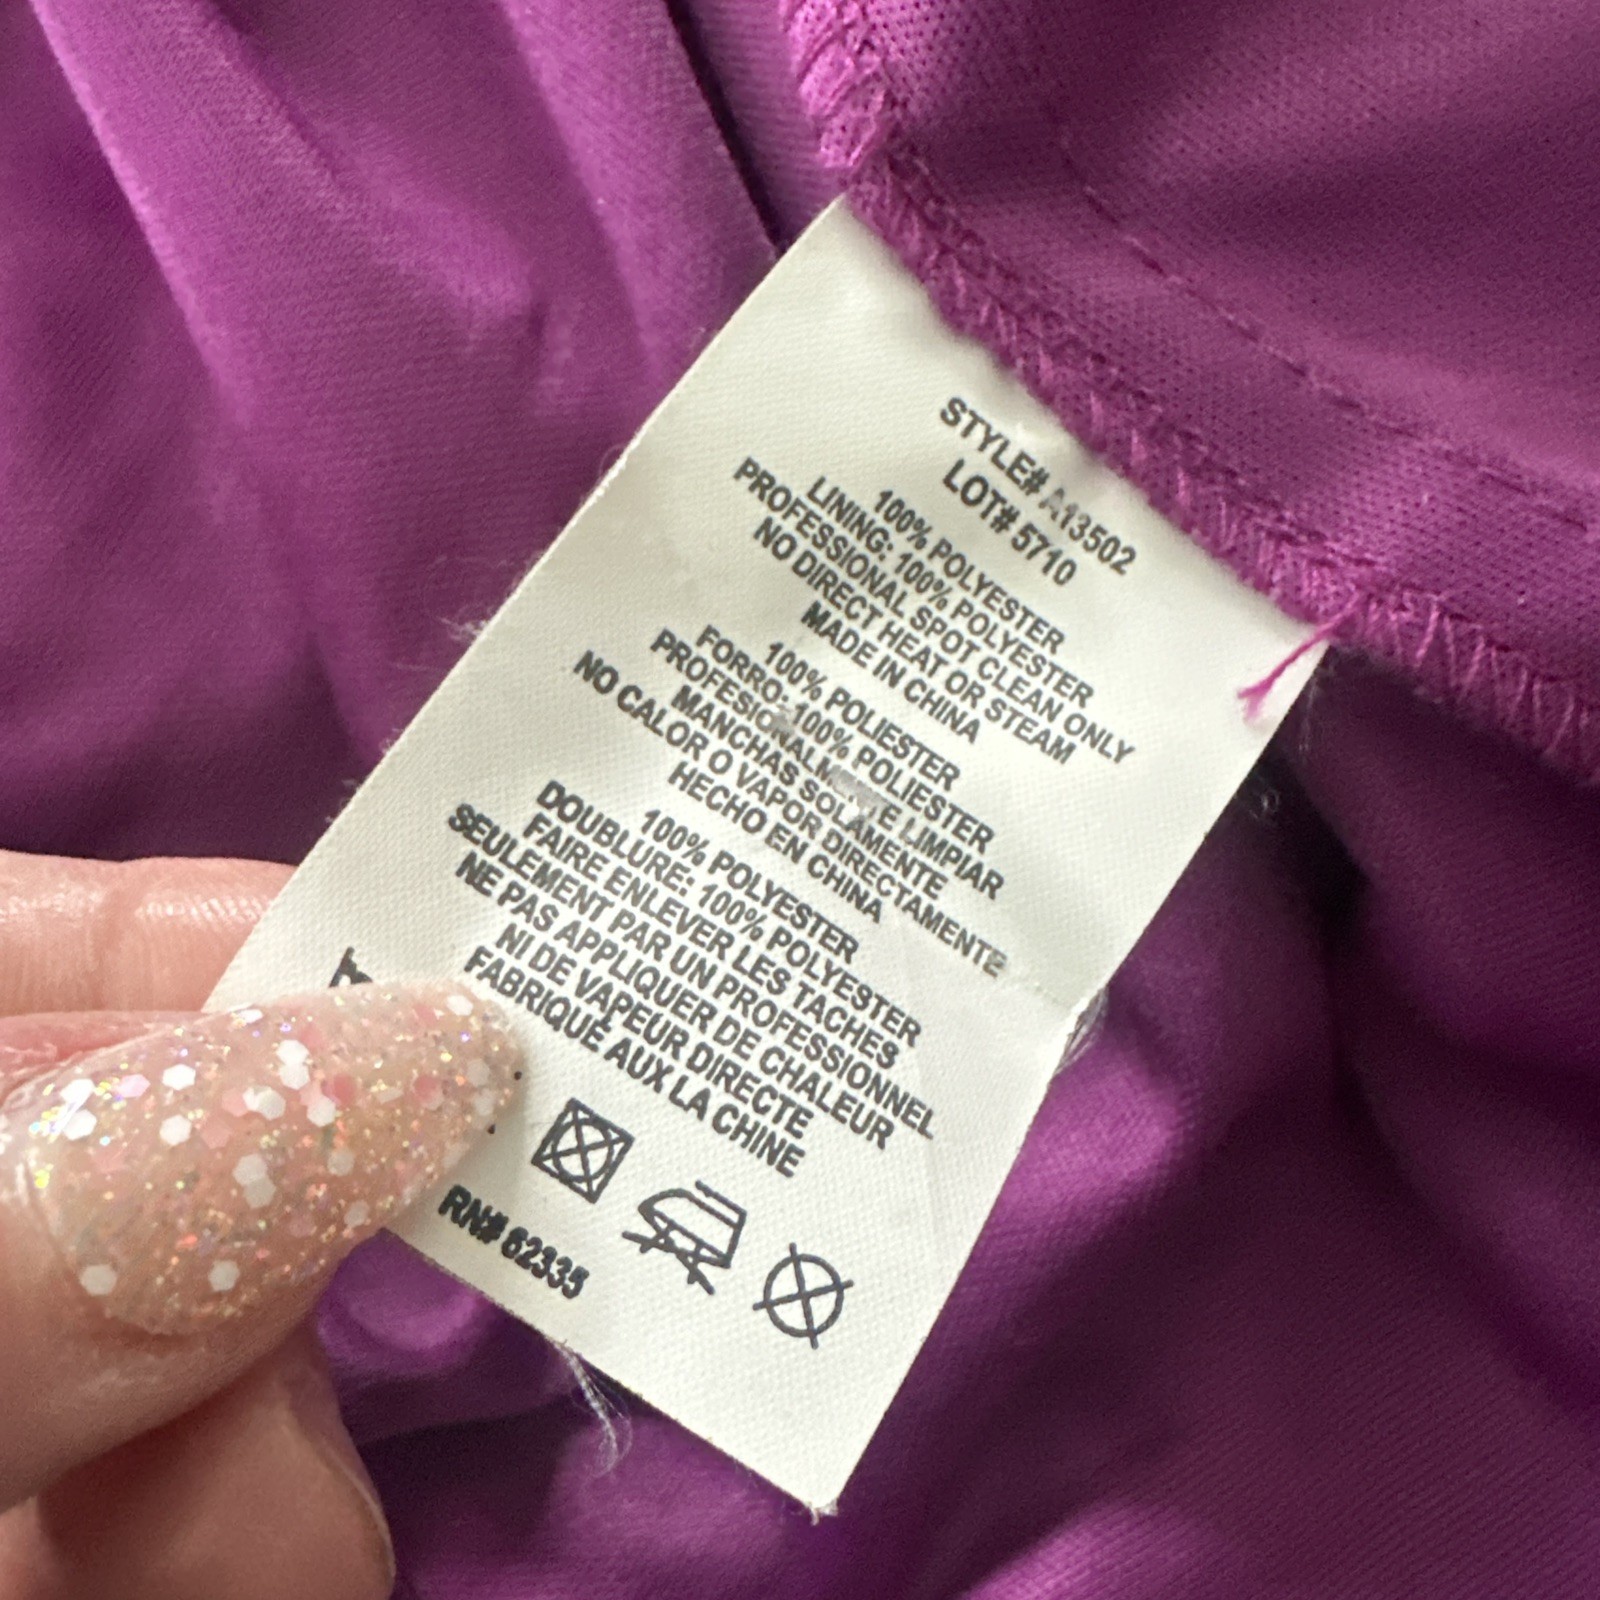 STYLE# A13502
LOT# 5710
100% POLYESTER
LINING: 100% POLYESTER
PROFESSIONAL SPOT CLEAN ONLY
NO DIRECT HEAT OR STEAM
MADE IN CHINA
100% POLIESTER
FORRO: 100% POLIESTER
PROFESIONALMENTE LIMPIAR
MANCHAS SOLAMENTE
NO CALOR O VAPOR DIRECTAMENTE
HECHO EN CHINA
100% POLYESTER
DOUBLURE: 100% POLYESTER
FAIRE ENLEVER LES TACHES
SEULEMENT PAR UN PROFESSIONNEL
NE PAS APPLIQUER DE CHALEUR
NI DE VAPEUR DIRECTE
FABRIQUÉ AUX LA CHINE
RN# 62335